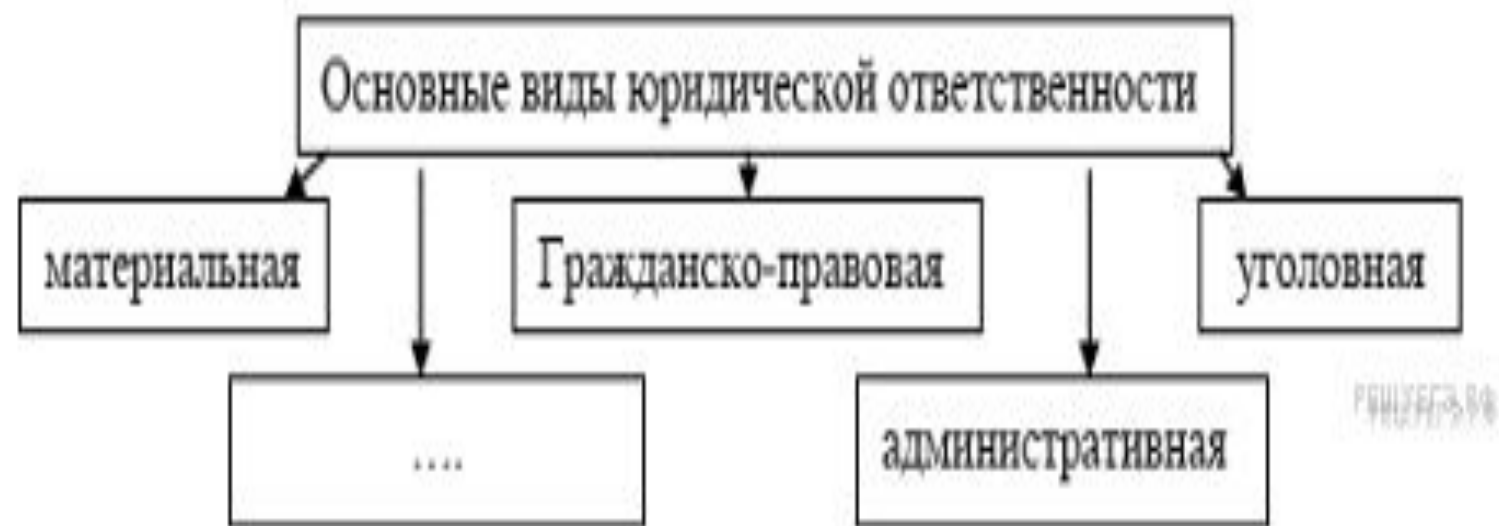 Основные виды юридической ответственности
материальная
Гражданско-правовая
уголовная
....
административная